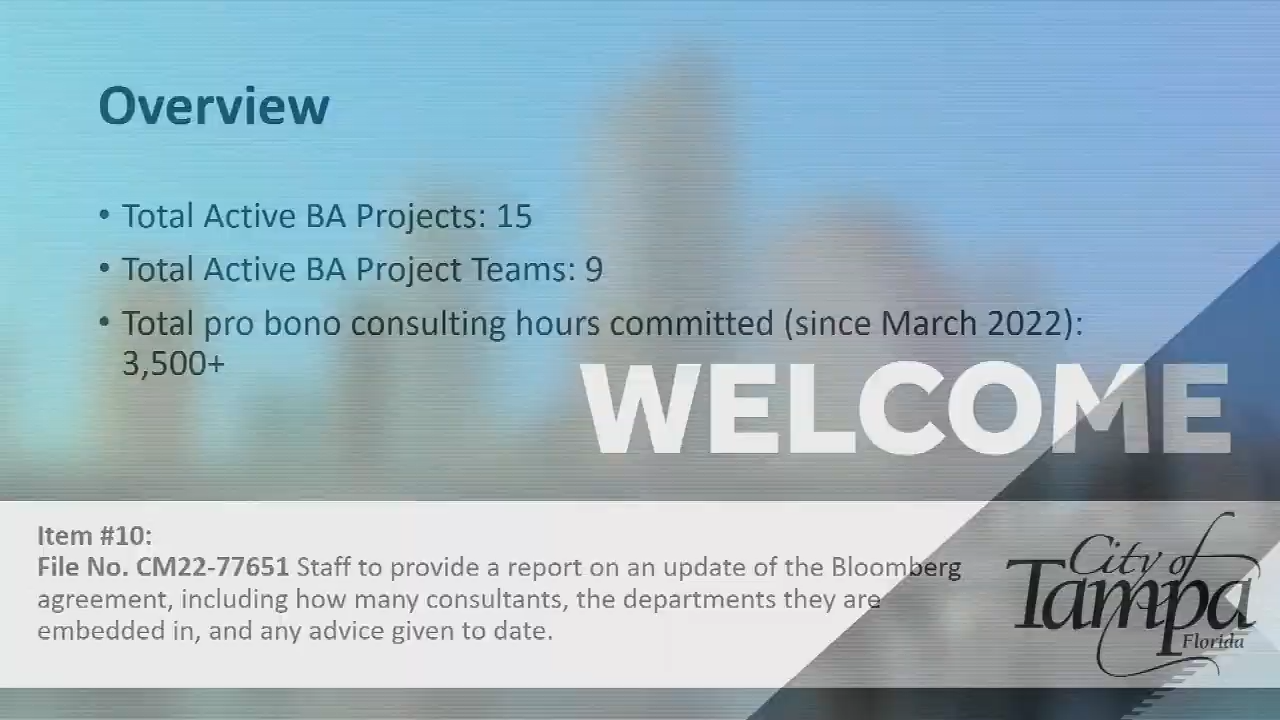 Overview
• Total Active BA Projects: 15
• Total Active BA Project Teams: 9
• Total pro bono consulting hours committed (since March 2022):
3,500+
WELCOME
Item #10:
File No. CM22-77651 Staff to provide a report on an update of the Bloomberg
agreement, including how many consultants, the departments they are
embedded in, and any advice given to date.
City of
Tampa
Florida